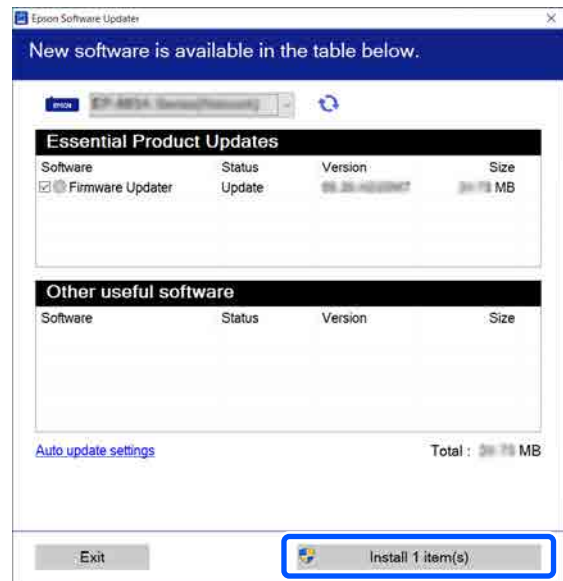 Epson Software Updater
New software is available in the table below.
EPSON
Essential Product Updates
Software Status Version Size
Firmware Updater Update MB
Other useful software
Software Status Version Size
Auto update settings Total : MB
Exit Install 1 item(s)